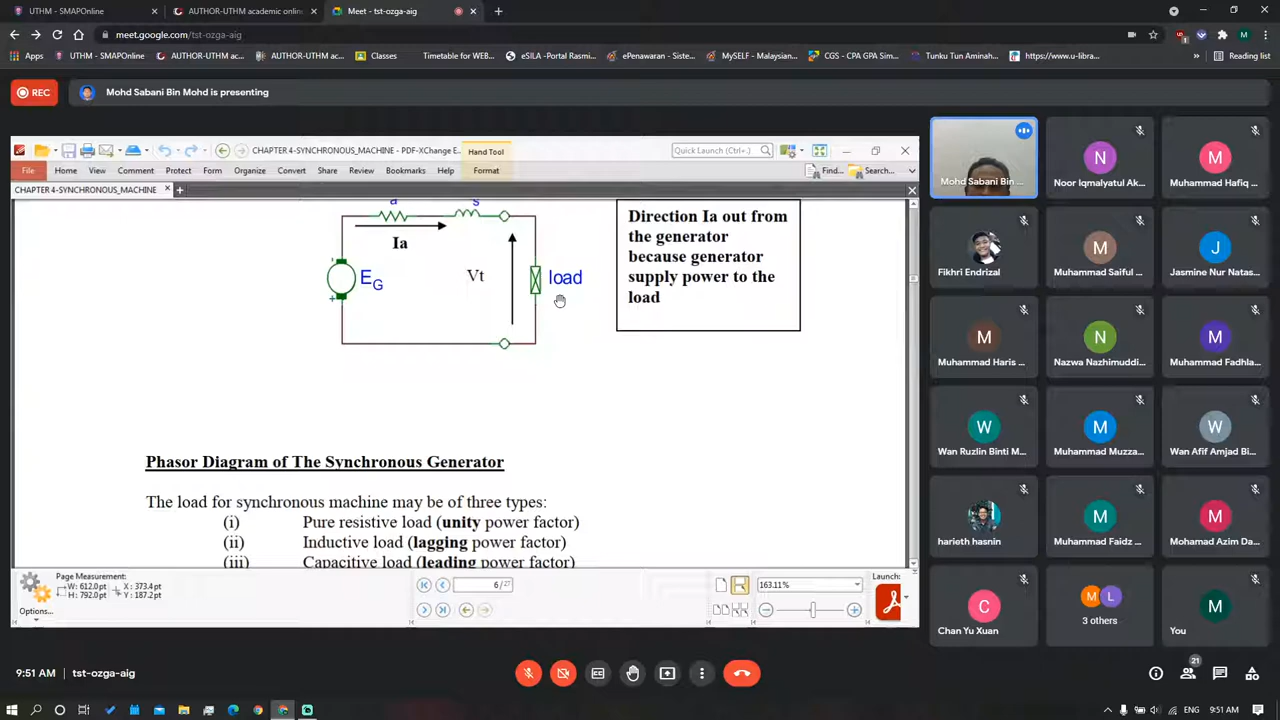 UTHM - SMAPOnline
AUTHOR-UTHM academic onlin
Meet - tst-ozga-aig
meet.google.com/tst-ozga-aig
Apps
UTHM - SMAPOnline
AUTHOR-UTHM ac...
AUTHOR-UTHM ac...
Classes
Timetable for WEB...
eSILA -Portal Rasmi...
ePenawaran - Siste...
MySELF - Malaysian...
CGS - CPA GPA Sim...
Tunku Tun Aminah...
https://www.u-libra...
»
Reading list
REC
Mohd Sabani Bin Mohd is presenting
CHAPTER 4-SYNCHRONOUS_MACHINE - PDF-XChange E...
Hand Tool
Quick Launch (Ctrl+.)
File
Home
View
Comment
Protect
Form
Organize
Convert
Share
Review
Bookmarks
Help
Format
Find...
Search...
CHAPTER 4-SYNCHRONOUS_MACHINE
a
s
Ia
EG
Vt
load
Direction Ia out from
the generator
because generator
supply power to the
load
Phasor Diagram of The Synchronous Generator
The load for synchronous machine may be of three types:
(i) Pure resistive load (unity power factor)
(ii) Inductive load (lagging power factor)
(iii) Capacitive load (leading power factor)
Options...
Page Measurement:
W: 612.0pt
H: 792.0pt
X: 373.4pt
Y: 187.2pt
6/27
163.11%
Launch:
Mohd Sabani Bin ...
N
Noor Iqmalyatul Ak...
M
Muhammad Hafiq ...
Fikhri Endrizal
M
Muhammad Saiful ...
J
Jasmine Nur Natas...
M
Muhammad Haris ...
N
Nazwa Nazhimuddi...
M
Muhammad Fadhla...
W
Wan Ruzlin Binti M...
M
Muhammad Muzza...
W
Wan Afif Amjad Bi...
harieth hasnin
M
Muhammad Faidz ...
M
Mohamad Azim Da...
C
Chan Yu Xuan
M
L
3 others
M
You
9:51 AM
tst-ozga-aig
21
ENG
9:51 AM